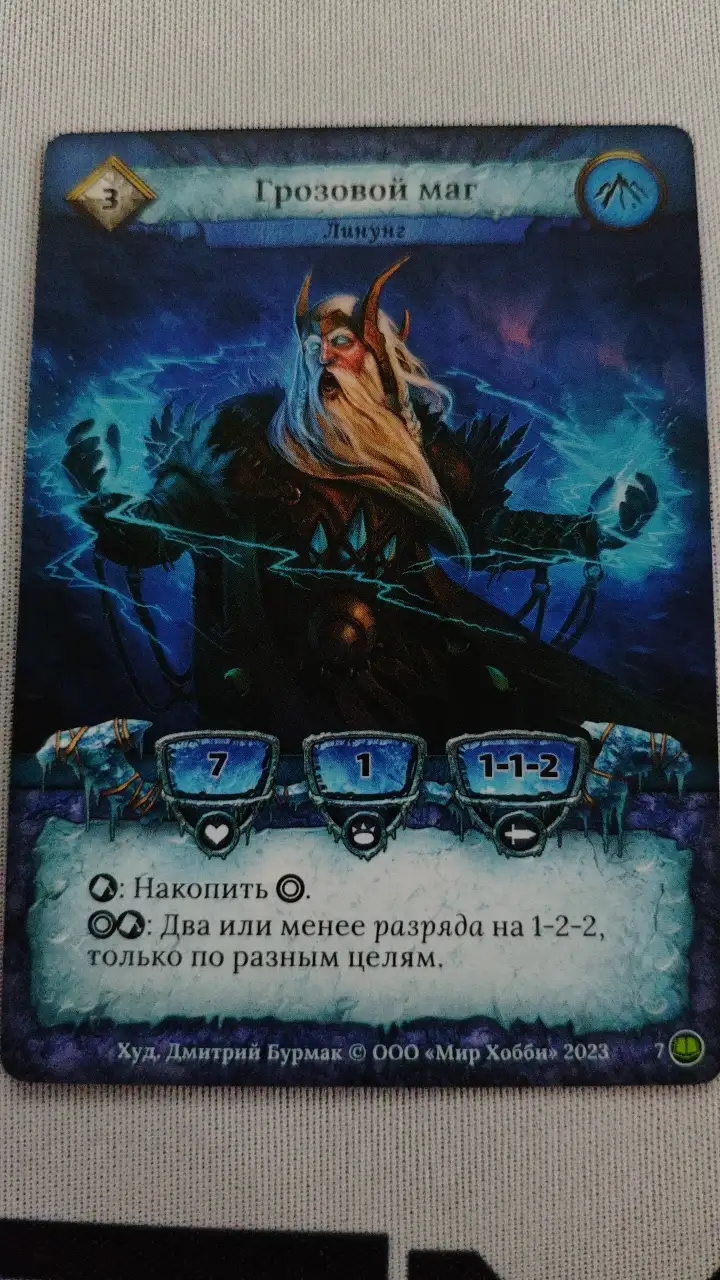 3
Грозовой маг
Линунг
7 1 1-1-2
: Накопить .
: Два или менее разряда на 1-2-2,
только по разным целям.
Худ. Дмитрий Бурмак © ООО «Мир Хобби» 2023 7